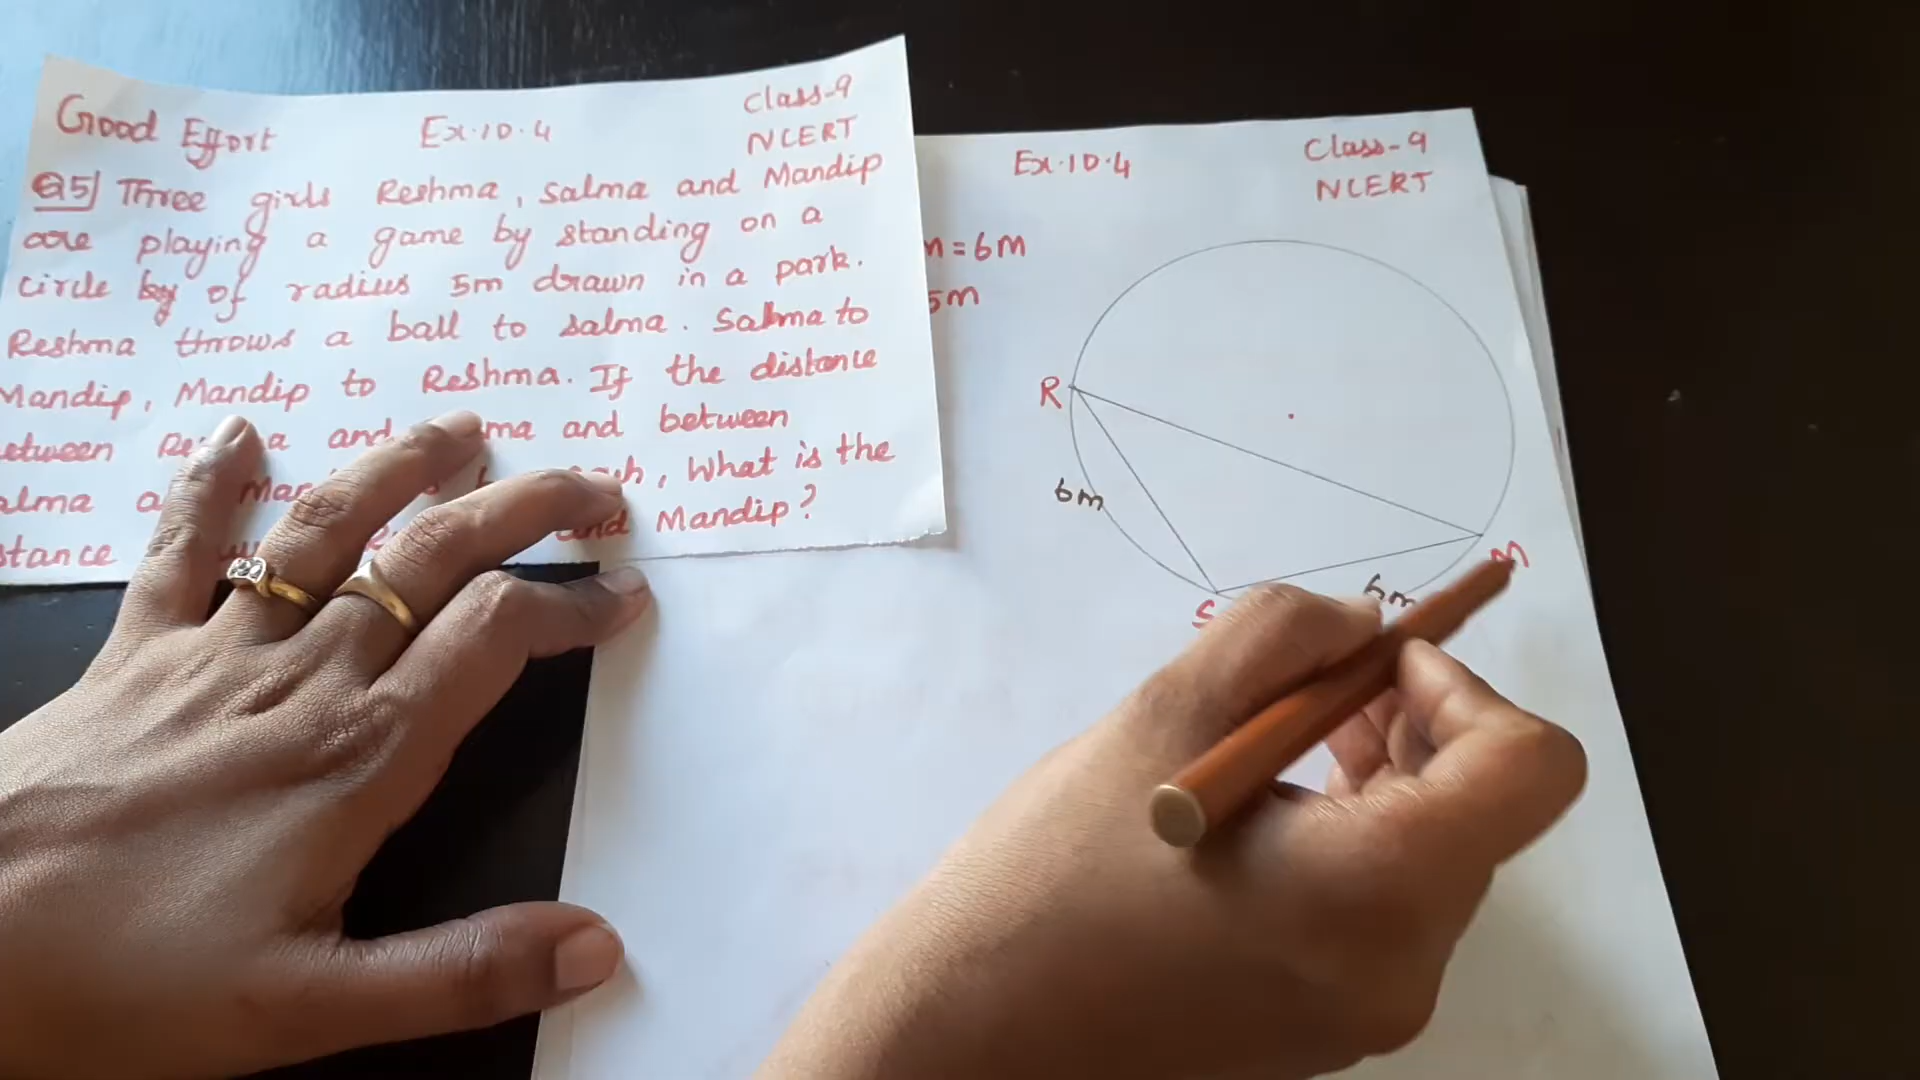 Good Effort Ex.10.4 Class-9
NCERT
Q5) Three girls Reshma, Salma and Mandip
are playing a game by standing on a
circle by of radius 5m drawn in a park.
Reshma throws a ball to salma. Salma to
Mandip, Mandip to Reshma. If the distance
etween and and between
alma What is the
stance and Mandip?
Ex.10.4 Class-9
NCERT
m = 6m
5m
R
6m
M
6m
S